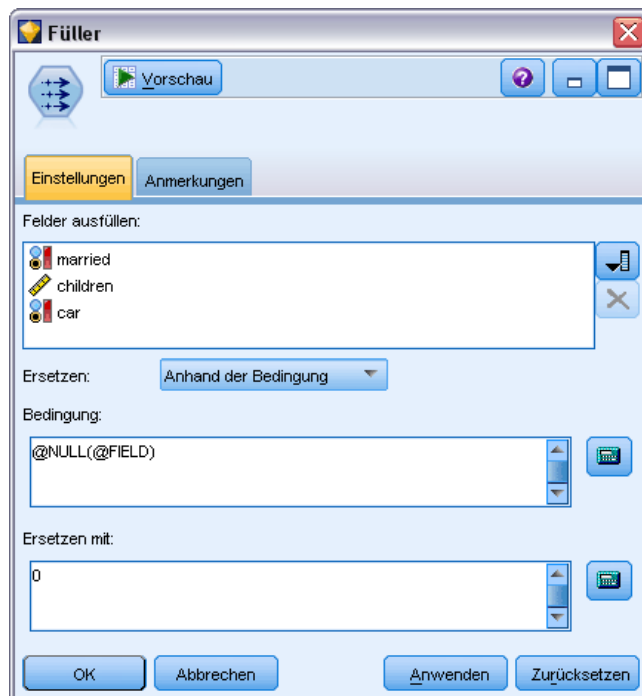 Füller
Vorschau
Einstellungen Anmerkungen
Felder ausfüllen:
married
children
car
Ersetzen: Anhand der Bedingung
Bedingung:
@NULL(@FIELD)
Ersetzen mit:
0
OK Abbrechen Anwenden Zurücksetzen